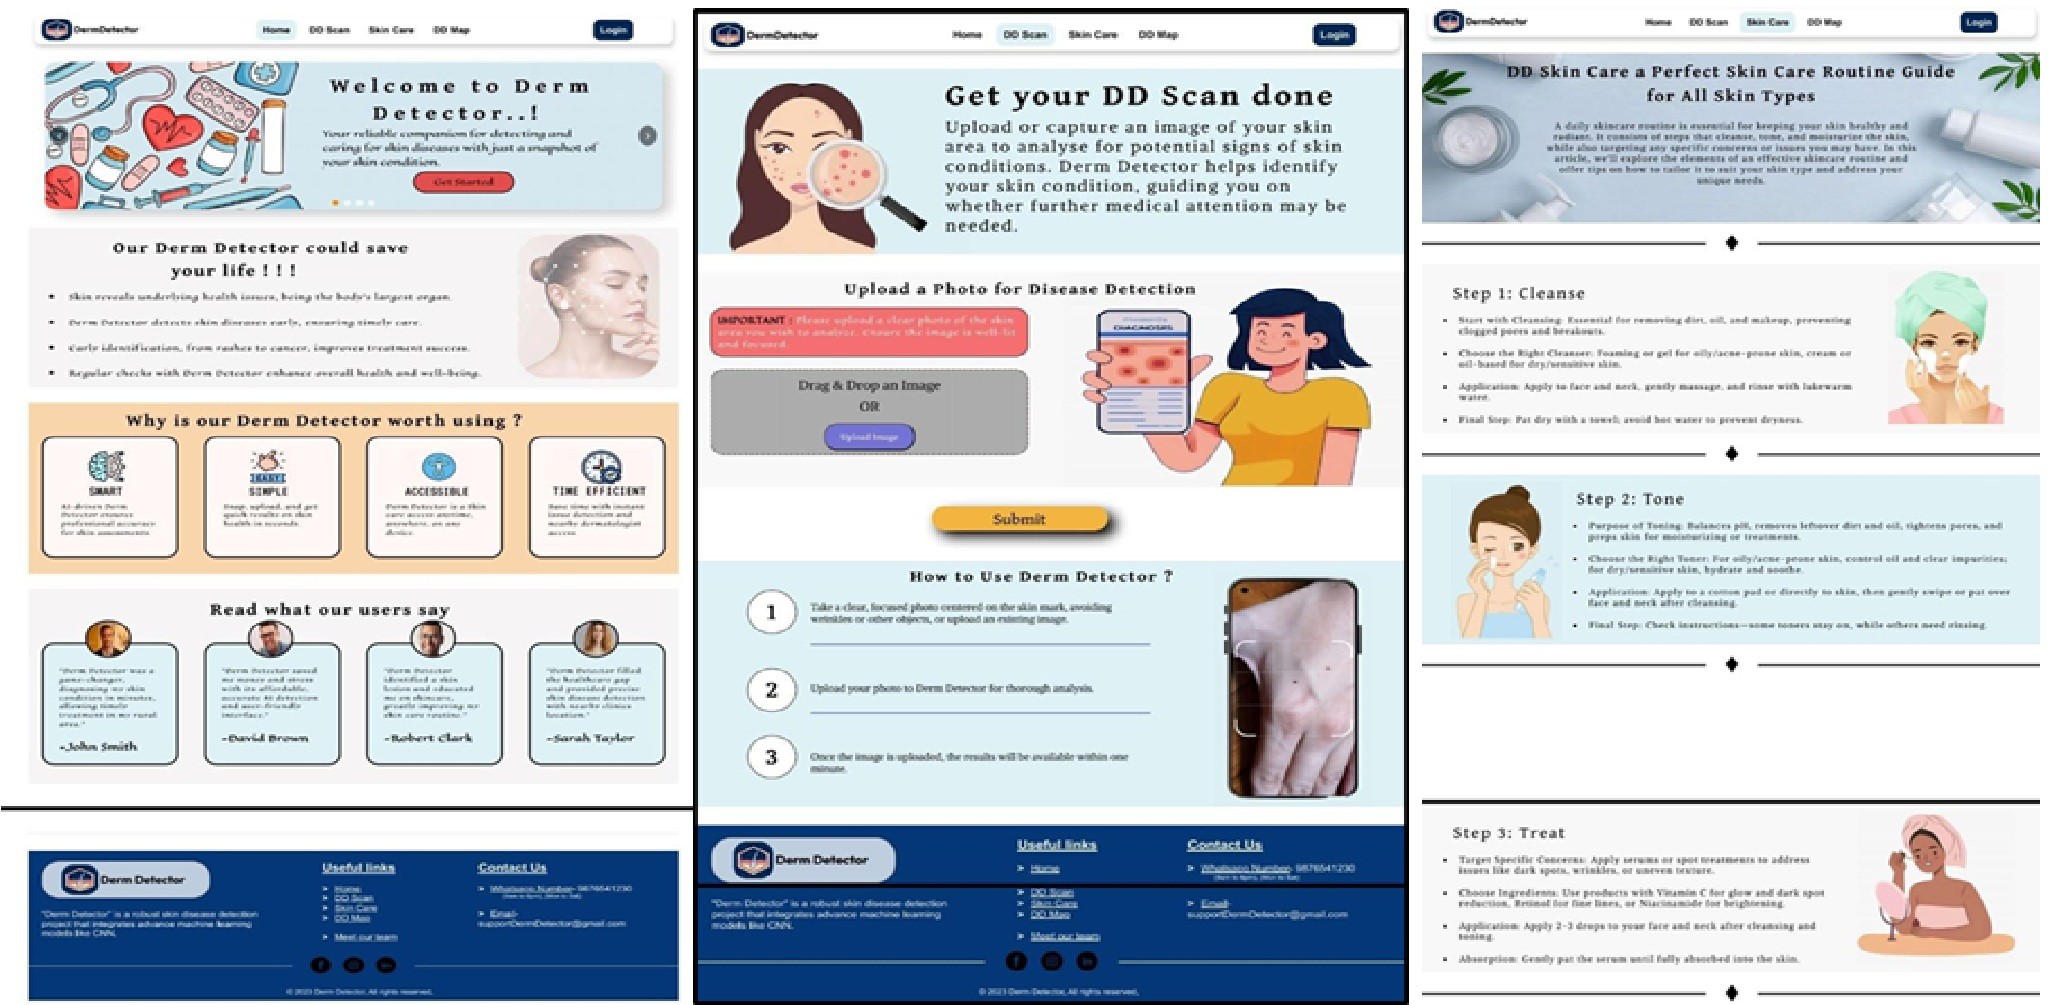 DermDetector
Home DD Scan Skin Care DD Map
Login
Welcome to Derm
Detector..!
Your reliable companion for detecting and
caring for skin diseases with just a snapshot of
your skin condition.
Get Started
Our Derm Detector could save
your life ! ! !
• Skin reveals underlying health issues, being the body's largest organ.
• Derm Detector detects skin diseases early, ensuring timely care.
• Early identification, from rashes to cancer, improves treatment success.
• Regular checks with Derm Detector enhance overall health and well-being.
Why is our Derm Detector worth using ?
SMART
AI-driven Derm
Detector ensures
professional accuracy
for skin assessments.
EASY
SIMPLE
Snap, upload, and get
quick results on skin
health in seconds.
ACCESSIBLE
Derm Detector is a Skin
care access anytime,
anywhere, on any
device.
TIME EFFICIENT
Save time with instant
issue detection and
nearby dermatologist
access.
Read what our users say
"Derm Detector was a
game-changer,
diagnosing my skin
condition in minutes,
allowing timely
treatment in my rural
area."
-John Smith
"Derm Detector saved
me money and stress
with its affordable,
accurate AI detection
and user-friendly
interface."
-David Brown
"Derm Detector
identified a skin
lesion and educated
me on skincare,
greatly improving my
skin care routine."
-Robert Clark
"Derm Detector filled
the healthcare gap
and provided precise
skin disease detection
with nearby clinics
location."
-Sarah Taylor
Derm Detector
"Derm Detector" is a robust skin disease detection
project that integrates advance machine learning
models like CNN.
Useful links
➢ Home
➢ DD Scan
➢ Skin Care
➢ DD Map
➢ Meet our team
Contact Us
➢ Whatsapp Number- 9876541230
(9am to 6pm), (Mon to Sat)
➢ Email-
supportDermDetector@gmail.com
© 2023 Derm Detector, All rights reserved.
DermDetector
Home DD Scan Skin Care DD Map
Login
Get your DD Scan done
Upload or capture an image of your skin
area to analyse for potential signs of skin
conditions. Derm Detector helps identify
your skin condition, guiding you on
whether further medical attention may be
needed.
Upload a Photo for Disease Detection
IMPORTANT : Please upload a clear photo of the skin
area you wish to analyze. Ensure the image is well-lit
and focused.
Drag & Drop an Image
OR
Upload Image
DIAGNOSIS
Submit
How to Use Derm Detector ?
1
Take a clear, focused photo centered on the skin mark, avoiding
wrinkles or other objects, or upload an existing image.
2
Upload your photo to Derm Detector for thorough analysis.
3
Once the image is uploaded, the results will be available within one
minute.
Derm Detector
"Derm Detector" is a robust skin disease detection
project that integrates advance machine learning
models like CNN.
Useful links
➢ Home
➢ DD Scan
➢ Skin Care
➢ DD Map
➢ Meet our team
Contact Us
➢ Whatsapp Number- 9876541230
(9am to 6pm), (Mon to Sat)
➢ Email-
supportDermDetector@gmail.com
© 2023 Derm Detector, All rights reserved.
DermDetector
Home DD Scan Skin Care DD Map
Login
DD Skin Care a Perfect Skin Care Routine Guide
for All Skin Types
A daily skincare routine is essential for keeping your skin healthy and
radiant. It consists of steps that cleanse, tone, and moisturize the skin,
while also targeting any specific concerns or issues you may have. In this
article, we'll explore the elements of an effective skincare routine and
offer tips on how to tailor it to suit your skin type and address your
unique needs.
Step 1: Cleanse
• Start with Cleansing: Essential for removing dirt, oil, and makeup, preventing
clogged pores and breakouts.
• Choose the Right Cleanser: Foaming or gel for oily/acne-prone skin, cream or
oil-based for dry/sensitive skin.
• Application: Apply to face and neck, gently massage, and rinse with lukewarm
water.
• Final Step: Pat dry with a towel; avoid hot water to prevent dryness.
Step 2: Tone
• Purpose of Toning: Balances pH, removes leftover dirt and oil, tightens pores, and
preps skin for moisturizing or treatments.
• Choose the Right Toner: For oily/acne-prone skin, control oil and clear impurities;
for dry/sensitive skin, hydrate and soothe.
• Application: Apply to a cotton pad or directly to skin, then gently swipe or pat over
face and neck after cleansing.
• Final Step: Check instructions—some toners stay on, while others need rinsing.
Step 3: Treat
• Target Specific Concerns: Apply serums or spot treatments to address
issues like dark spots, wrinkles, or uneven texture.
• Choose Ingredients: Use products with Vitamin C for glow and dark spot
reduction, Retinol for fine lines, or Niacinamide for brightening.
• Application: Apply 2-3 drops to your face and neck after cleansing and
toning.
• Absorption: Gently pat the serum until fully absorbed into the skin.